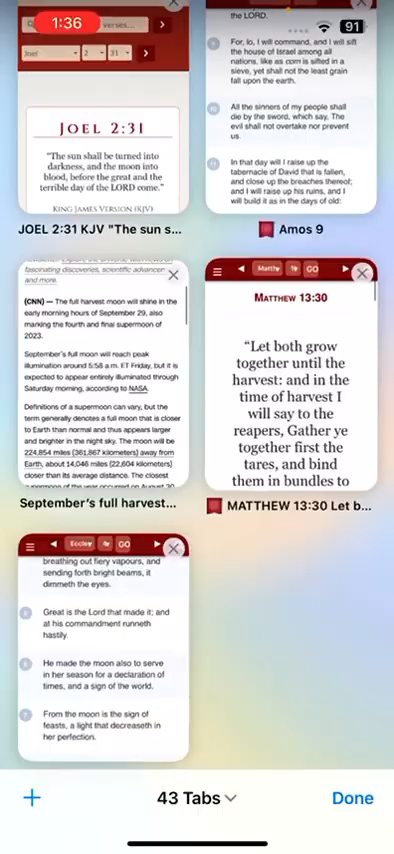 1:36
verses...
91
Joel
2
31
JOEL 2:31
"The sun shall be turned into
darkness, and the moon into
blood, before the great and the
terrible day of the LORD come."
KING JAMES VERSION (KJV)
JOEL 2:31 KJV "The sun s...
the LORD.
For, lo, I will command, and I will sift
the house of Israel among all
nations, like as corn is sifted in a
sieve, yet shall not the least grain
fall upon the earth.
All the sinners of my people shall
die by the sword, which say, The
evil shall not overtake nor prevent
us.
In that day will I raise up the
tabernacle of David that is fallen,
and close up the breaches thereof;
and I will raise up his ruins, and I
will build it as in the days of old:
Amos 9
fascinating discoveries, scientific advancer
and more.
(CNN) — The full harvest moon will shine in the
early morning hours of September 29, also
marking the fourth and final supermoon of
2023.
September's full moon will reach peak
illumination around 5:58 a.m. ET Friday, but it is
expected to appear entirely illuminated through
Saturday morning, according to NASA.
Definitions of a supermoon can vary, but the
term generally denotes a full moon that is closer
to Earth than normal and thus appears larger
and brighter in the night sky. The moon will be
224,854 miles (361,867 kilometers) away from
Earth, about 14,046 miles (22,604 kilometers)
closer than its average distance. The closest
supermoon of the year occurred on August 30
September's full harvest...
Matth
GO
MATTHEW 13:30
"Let both grow
together until the
harvest: and in the
time of harvest I
will say to the
reapers, Gather ye
together first the
tares, and bind
them in bundles to
MATTHEW 13:30 Let b...
Eccles
GO
breathing out fiery vapours, and
sending forth bright beams, it
dimmeth the eyes.
Great is the Lord that made it; and
at his commandment runneth
hastily.
He made the moon also to serve
in her season for a declaration of
times, and a sign of the world.
From the moon is the sign of
feasts, a light that decreaseth in
her perfection.
43 Tabs
Done